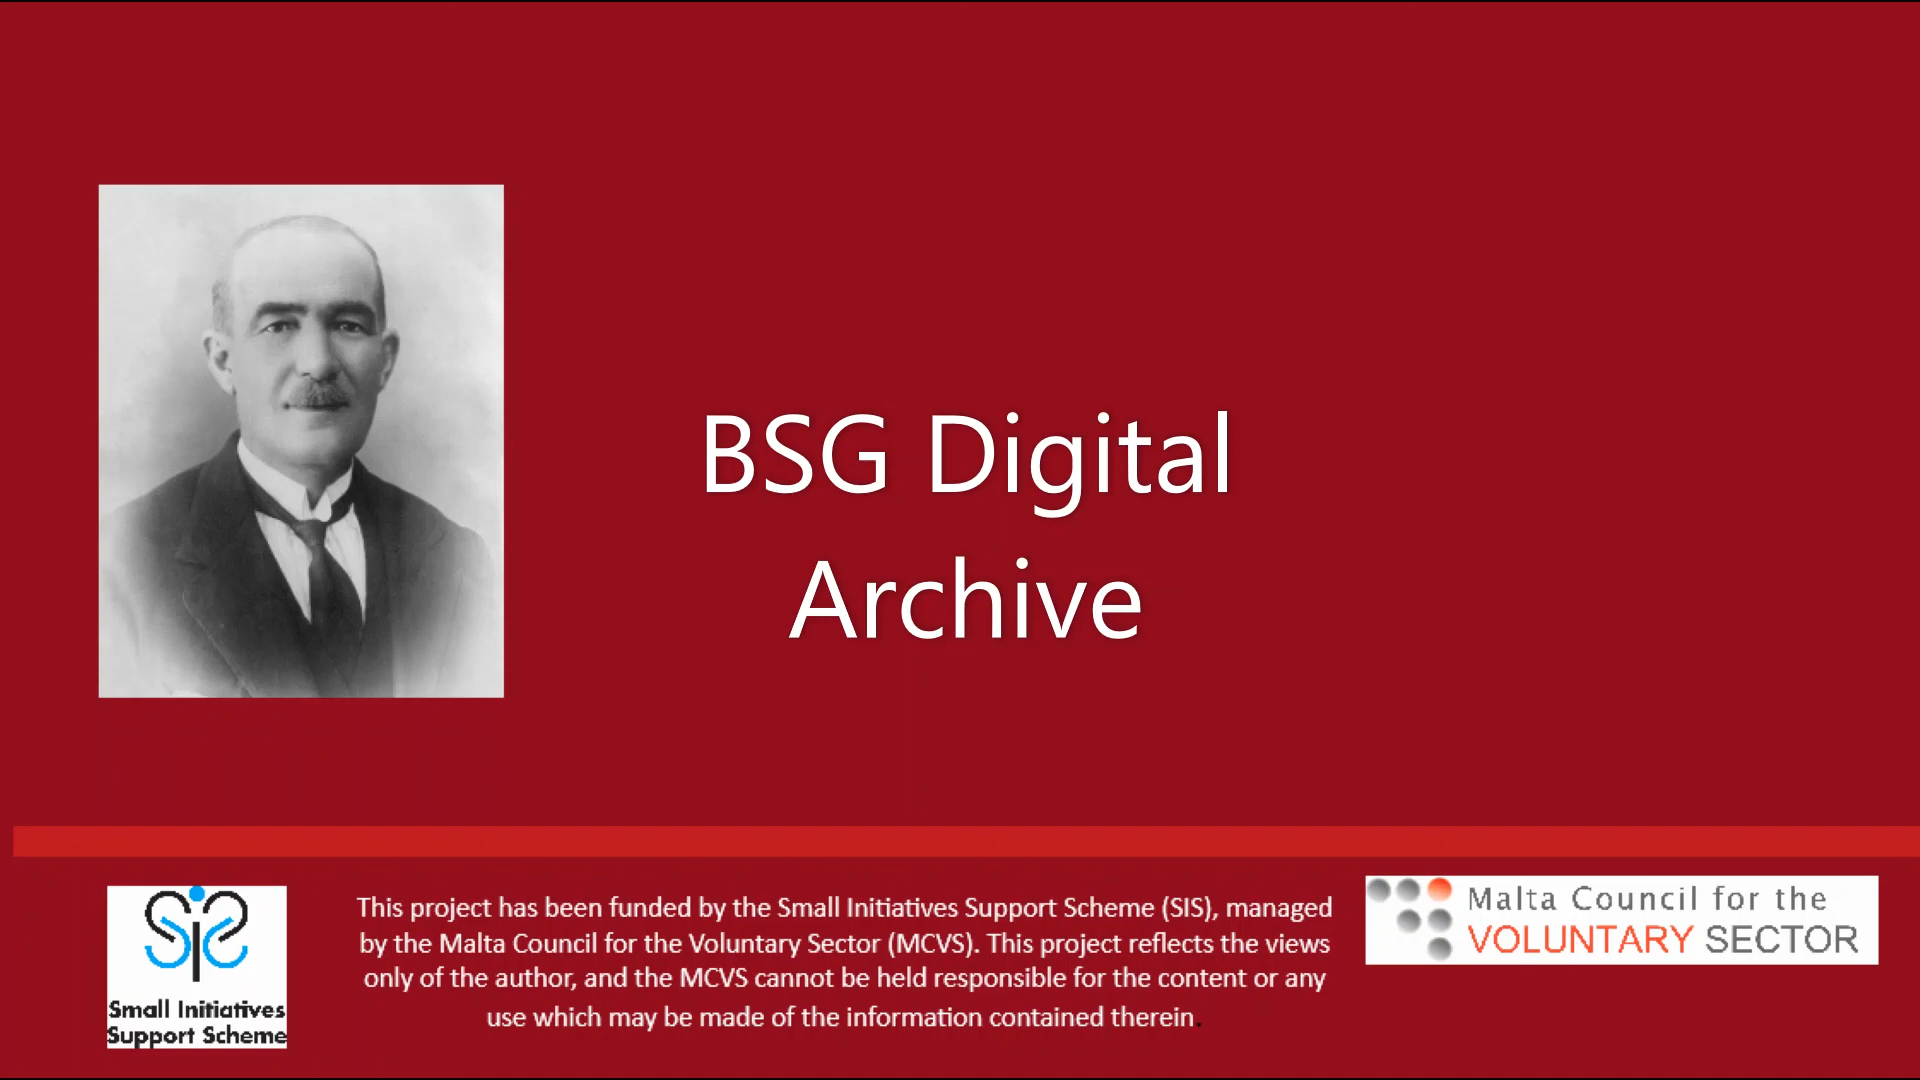 BSG Digital
Archive
Small Initiatives
Support Scheme
This project has been funded by the Small Initiatives Support Scheme (SIS), managed
by the Malta Council for the Voluntary Sector (MCVS). This project reflects the views
only of the author, and the MCVS cannot be held responsible for the content or any
use which may be made of the information contained therein.
Malta Council for the
VOLUNTARY SECTOR